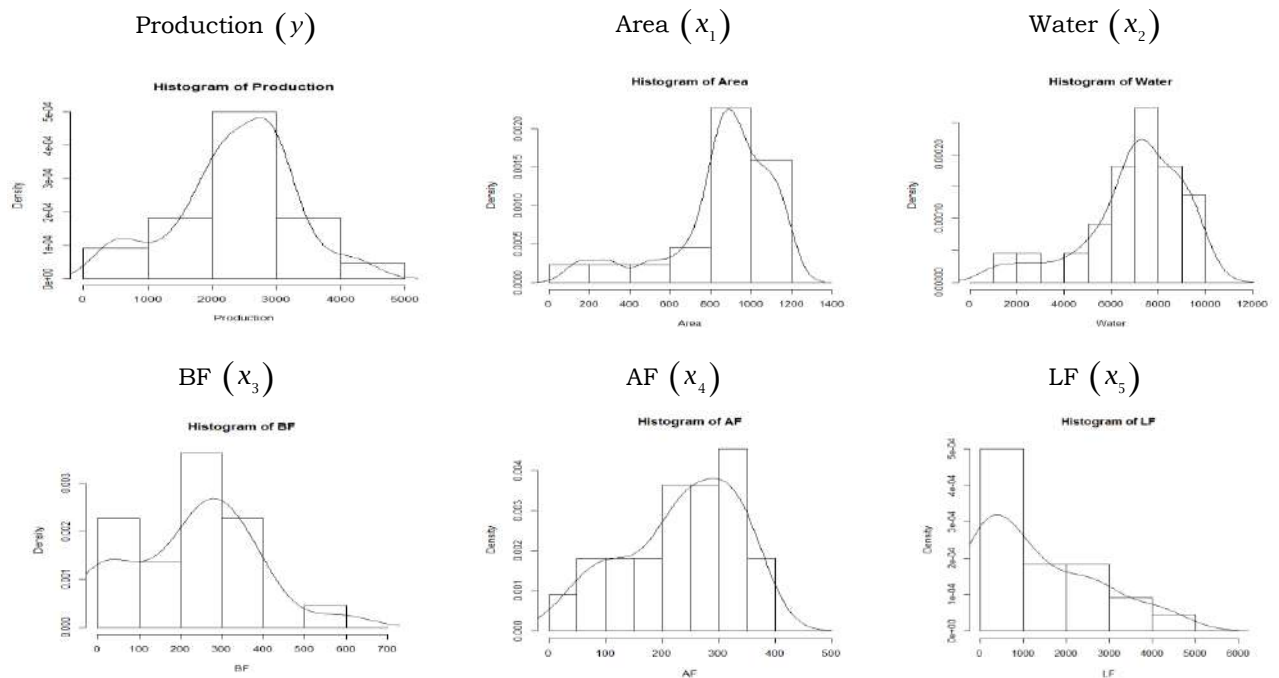 Production (y)
Area (x₁)
Water (x₂)
Histogram of Production
Density
0e+00 1e-04 2e-04 3e-04 4e-04 5e-04
0 1000 2000 3000 4000 5000
Production
Histogram of Area
Density
0.0000 0.0005 0.0010 0.0015 0.0020
0 200 400 600 800 1000 1200 1400
Area
Histogram of Water
Density
0.00000 0.00010 0.00020
0 2000 4000 6000 8000 10000 12000
Water
BF (x₃)
AF (x₄)
LF (x₅)
Histogram of BF
Density
0.000 0.001 0.002 0.003
0 100 200 300 400 500 600 700
BF
Histogram of AF
Density
0.000 0.001 0.002 0.003 0.004
0 100 200 300 400 500
AF
Histogram of LF
Density
0e+00 1e-04 2e-04 3e-04 4e-04 5e-04
0 1000 2000 3000 4000 5000 6000
LF